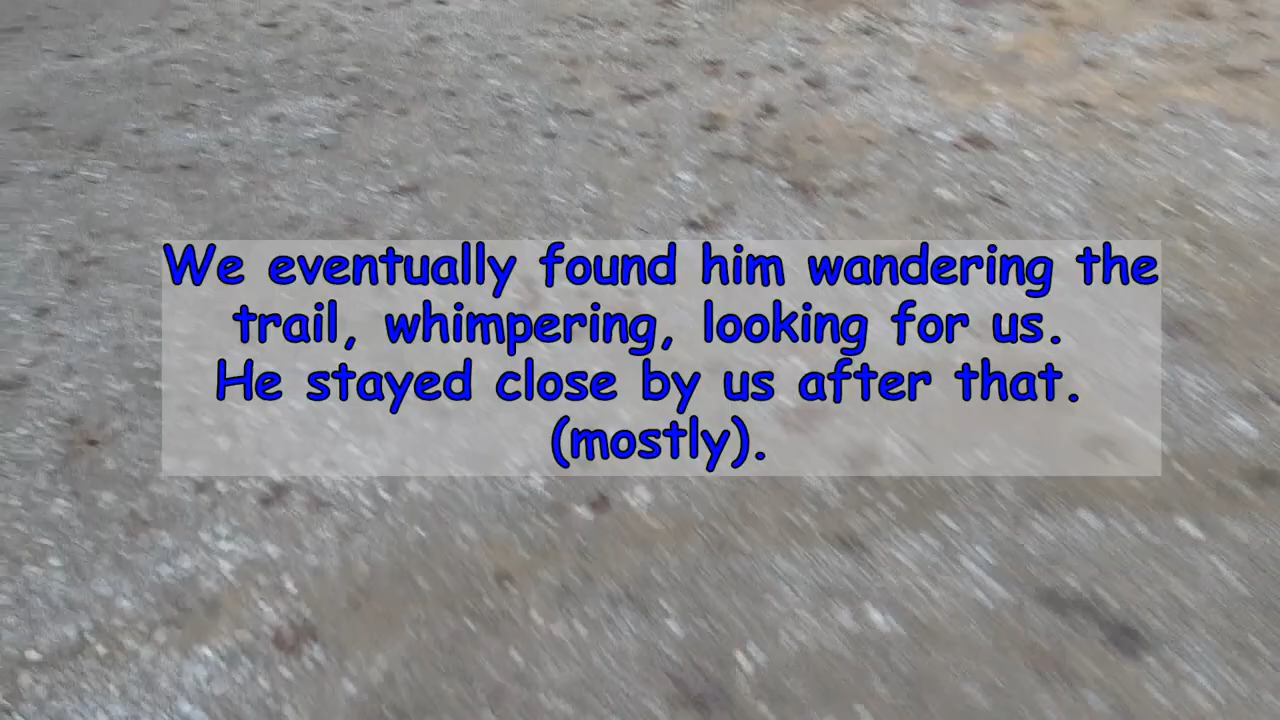 We eventually found him wandering the
trail, whimpering, looking for us.
He stayed close by us after that.
(mostly).